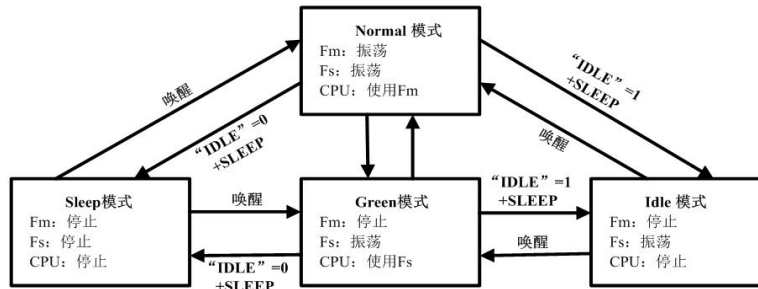 Normal 模式
Fm：振荡
Fs：振荡
CPU：使用Fm
唤醒
“IDLE”=0
+SLEEP
“IDLE”=1
+SLEEP
唤醒
Sleep模式
Fm：停止
Fs：停止
CPU：停止
唤醒
“IDLE”=0
+SLEEP
Green模式
Fm：停止
Fs：振荡
CPU：使用Fs
“IDLE”=1
+SLEEP
唤醒
Idle 模式
Fm：停止
Fs：振荡
CPU：停止